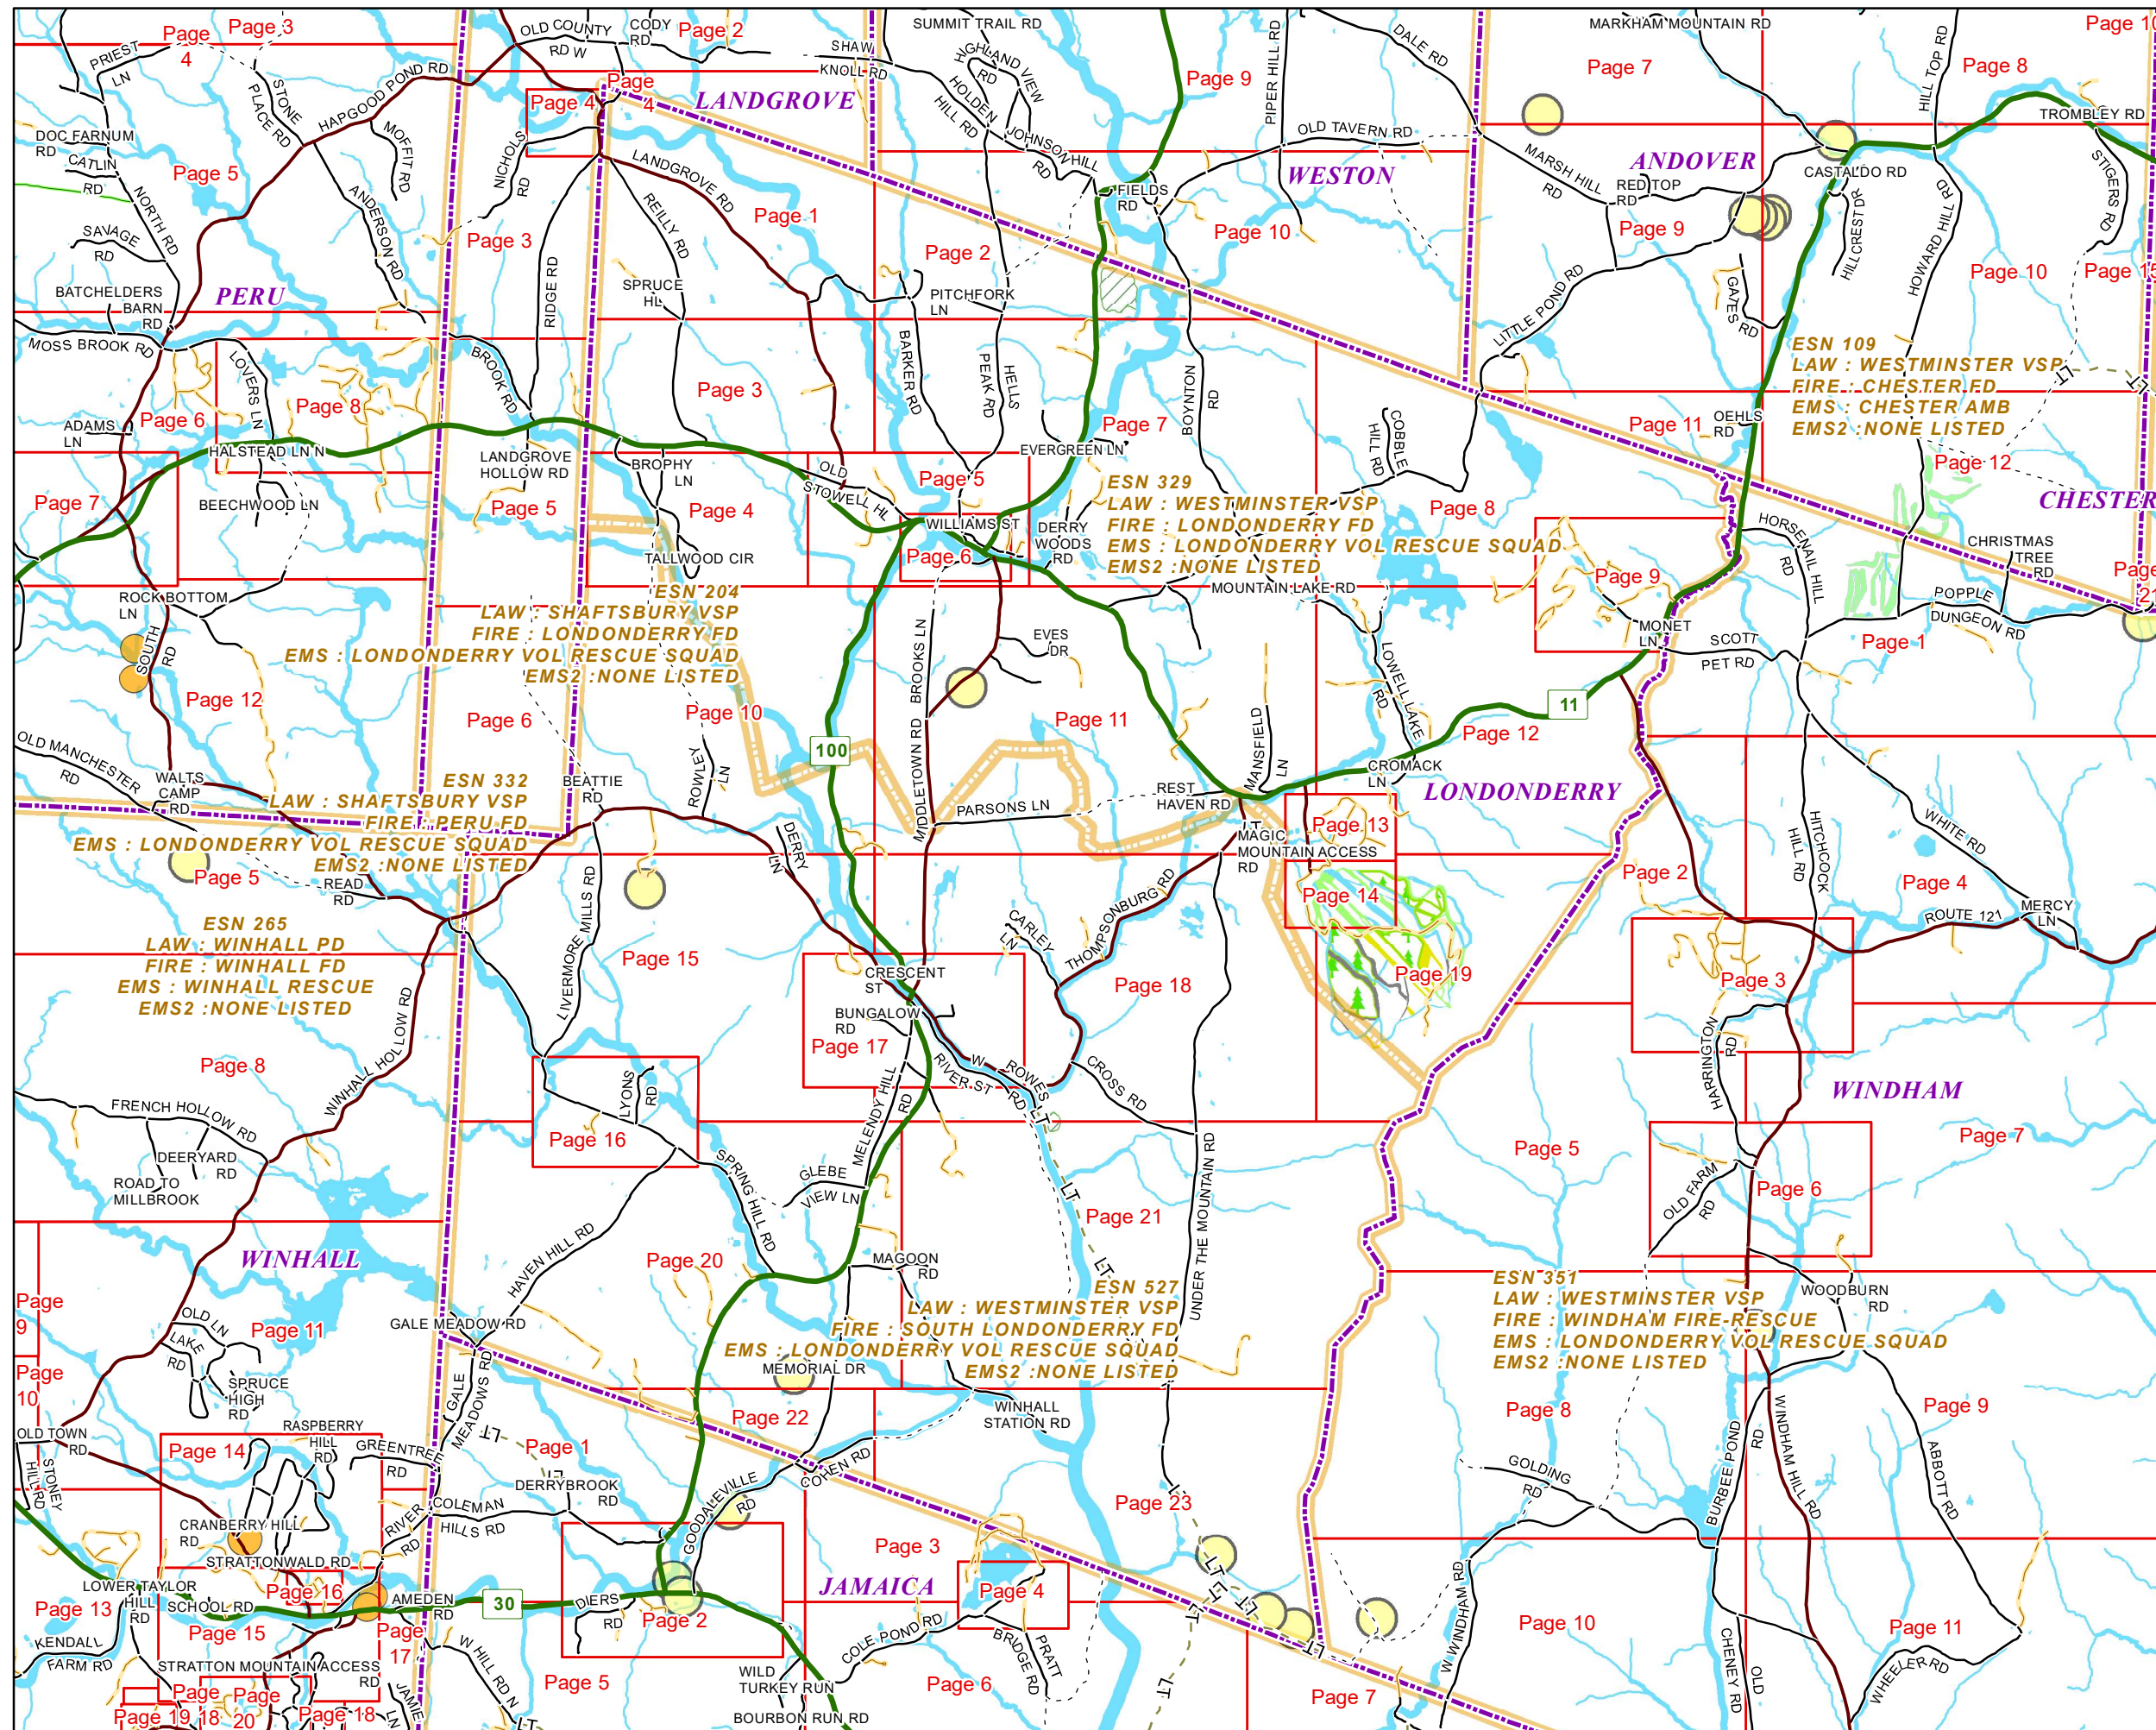 Page
4
Page 3
PRIEST
LN
OLD COUNTY
RD W
CODY
RD
Page 2
SHAW
KNOLL RD
SUMMIT TRAIL RD
HIGHLAND VIEW
RD
HOLDEN
HILL RD
JOHNSON HILL
RD
Page 9
PIPER HILL RD
DALE RD
MARKHAM MOUNTAIN RD
Page 7
HILL TOP RD
Page 8
Page 10
TROMBLEY RD
STONE
PLACE RD
HAPGOOD POND RD
MOFFIT RD
Page 4
Page
4
LANDGROVE
NICHOLS
RD
LANDGROVE RD
OLD TAVERN RD
WESTON
MARSH HILL
RD
RED TOP
RD
ANDOVER
CASTALDO RD
STIGERS RD
DOC FARNUM
RD
CATLIN
RD
Page 5
NORTH RD
SAVAGE
RD
ANDERSON RD
Page 3
REILLY RD
Page 1
FIELDS
RD
Page 2
Page 10
Page 9
HILLCREST DR
HOWARD HILL RD
Page 10
Page 15
BATCHELDERS
BARN
RD
PERU
RIDGE RD
SPRUCE
HL
PITCHFORK
LN
LITTLE POND RD
GATES RD
MOSS BROOK RD
LOVERS LN
BROOK RD
BARKER RD
HELLS
PEAK RD
BOYNTON
RD
ESN 109
LAW : WESTMINSTER VSP
FIRE : CHESTER FD
EMS : CHESTER AMB
EMS2 :NONE LISTED
LT
LT
Page 6
Page 8
Page 3
Page 7
COBBLE
HILL RD
Page 11
OEHLS
RD
ADAMS
LN
HALSTEAD LN N
LANDGROVE
HOLLOW RD
BROPHY
LN
OLD
STOWELL HL
EVERGREEN LN
Page 12
Page 7
BEECHWOOD LN
Page 5
Page 4
Page 5
ESN 329
LAW : WESTMINSTER VSP
FIRE : LONDONDERRY FD
EMS : LONDONDERRY VOL RESCUE SQUAD
EMS2 :NONE LISTED
Page 8
CHESTER
WILLIAMS ST
DERRY
WOODS
RD
Page 6
TALLWOOD CIR
MOUNTAIN LAKE RD
Page 9
HORSENAIL HILL
RD
CHRISTMAS
TREE
RD
Page
21
ROCK BOTTOM
LN
ESN 204
LAW : SHAFTSBURY VSP
FIRE : LONDONDERRY FD
EMS : LONDONDERRY VOL RESCUE SQUAD
EMS2 :NONE LISTED
BROOKS LN
EVES
DR
LOWELL LAKE
RD
MONET
LN
SCOTT
PET RD
POPPLE
DUNGEON RD
Page 1
SOUTH
RD
Page 12
Page 6
Page 10
Page 11
11
Page 12
OLD MANCHESTER
RD
WALTS
CAMP
RD
ESN 332
LAW : SHAFTSBURY VSP
FIRE : PERU FD
EMS : LONDONDERRY VOL RESCUE SQUAD
EMS2 :NONE LISTED
BEATTIE
RD
ROWLEY
LN
100
MIDDLETOWN RD
PARSONS LN
REST
HAVEN RD
MANSFIELD
LN
CROMACK
LN
LONDONDERRY
HITCHCOCK
HILL RD
WHITE RD
Page 5
READ
RD
DERRY
LN
MAGIC
MOUNTAIN ACCESS
RD
LT
Page 13
Page 14
Page 2
Page 4
ROUTE 121
MERCY
LN
ESN 265
LAW : WINHALL PD
FIRE : WINHALL FD
EMS : WINHALL RESCUE
EMS2 :NONE LISTED
LIVERMORE MILLS RD
Page 15
CARLEY
LN
THOMPSONBURG RD
Page 18
Page 19
Page 3
CRESCENT
ST
BUNGALOW
RD
Page 17
WINHALL HOLLOW RD
Page 8
RIVER ST
W
ROWES
RD
LT
CROSS RD
HARRINGTON
RD
WINDHAM
FRENCH HOLLOW RD
DEERYARD
RD
ROAD TO
MILLBROOK
LYONS
RD
Page 16
MELENDY HILL
RD
Page 5
Page 7
SPRING HILL RD
GLEBE
VIEW LN
LT
Page 21
UNDER THE MOUNTAIN RD
OLD FARM
RD
Page 6
WINHALL
HAVEN HILL RD
Page 20
MAGOON
RD
LT
ESN 527
LAW : WESTMINSTER VSP
FIRE : SOUTH LONDONDERRY FD
EMS : LONDONDERRY VOL RESCUE SQUAD
EMS2 :NONE LISTED
ESN 351
LAW : WESTMINSTER VSP
FIRE : WINDHAM FIRE-RESCUE
EMS : LONDONDERRY VOL RESCUE SQUAD
EMS2 :NONE LISTED
WOODBURN
RD
Page
9
OLD LN
LAKE
RD
Page 11
GALE MEADOW RD
Page
10
SPRUCE
HIGH
RD
GALE
MEADOWS RD
MEMORIAL DR
Page 22
WINHALL
STATION RD
Page 8
Page 9
OLD TOWN
RD
Page 14
RASPBERRY
HILL
RD
GREENTREE
RD
LT
Page 1
COHEN RD
STONEY
HILL RD
DERRYBROOK
RD
LT
GOODALEVILLE
RD
Page 23
LT
GOLDING
RD
BURBEE POND
RD
WINDHAM HILL RD
ABBOTT RD
CRANBERRY HILL
RD
RIVER
RD
COLEMAN
HILLS RD
STRATTONWALD RD
Page 3
LT
LT
LT
LOWER TAYLOR
HILL
RD
SCHOOL RD
Page 16
AMEDEN
RD
30
DIERS
RD
Page 2
JAMAICA
Page 4
LT
LT
Page 13
Page 15
Page
17
COLE POND RD
W WINDHAM RD
Page 10
Page 11
KENDALL
FARM RD
STRATTON MOUNTAIN ACCESS
RD
W HILL RD N
Page 5
WILD
TURKEY RUN
Page 6
BRIDGE RD
PRATT
RD
LT
Page 7
CHENEY RD
OLD
WHEELER RD
Page
18
Page
20
Page 19
Page 18
JAMIE
LN
LT
BOURBON RUN RD